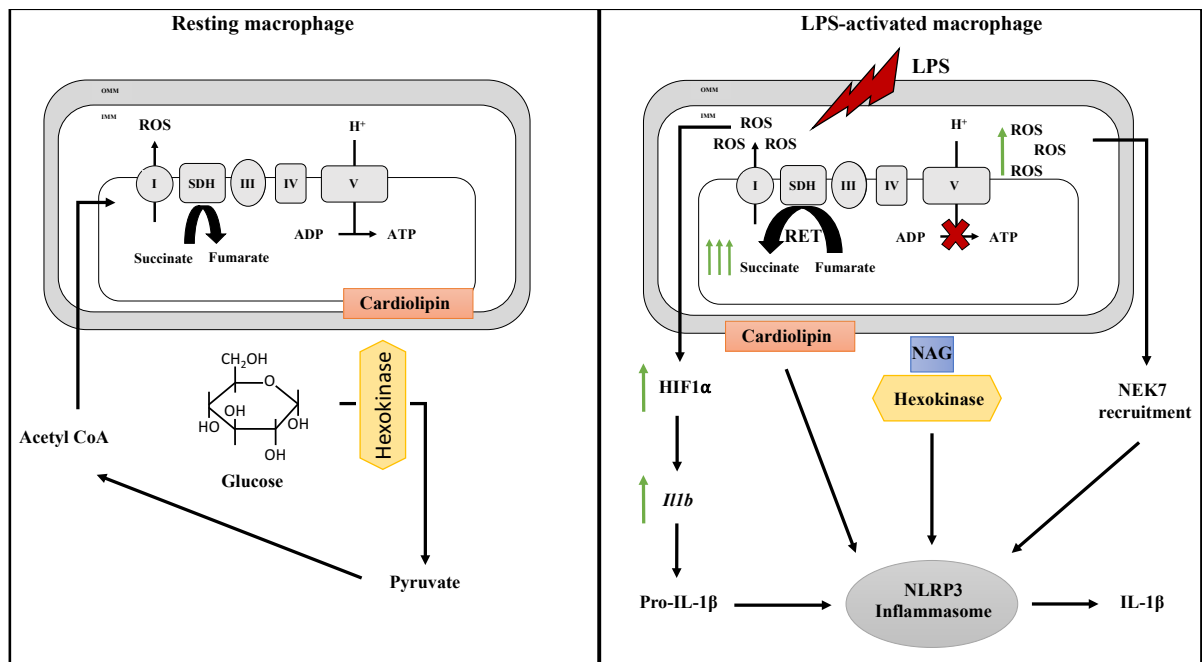 Resting macrophage
OMM
IMM
ROS
H⁺
I
SDH
III
IV
V
ADP
ATP
Succinate
Fumarate
Cardiolipin
CH₂OH
O
OH
HO
OH
OH
Glucose
Hexokinase
Acetyl CoA
Pyruvate
LPS-activated macrophage
LPS
OMM
IMM
ROS
ROS
ROS
H⁺
ROS
ROS
ROS
I
SDH
III
IV
V
RET
ADP
ATP
Succinate
Fumarate
Cardiolipin
NAG
Hexokinase
HIF1α
NEK7
recruitment
Il1b
Pro-IL-1β
NLRP3
Inflammasome
IL-1β